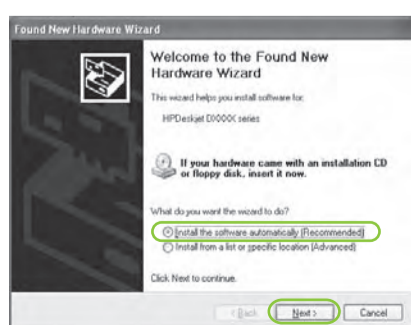 Found New Hardware Wizard
Welcome to the Found New
Hardware Wizard
This wizard helps you install software for:
HPDeskjet DXXXXX series
If your hardware came with an installation CD
or floppy disk, insert it now.
What do you want the wizard to do?
Install the software automatically (Recommended)
Install from a list or specific location (Advanced)
Click Next to continue.
< Back Next > Cancel